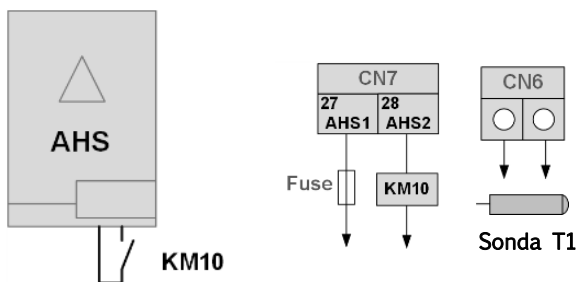 AHS
KM10
CN7
27 28
AHS1 AHS2
Fuse
KM10
CN6
Sonda T1